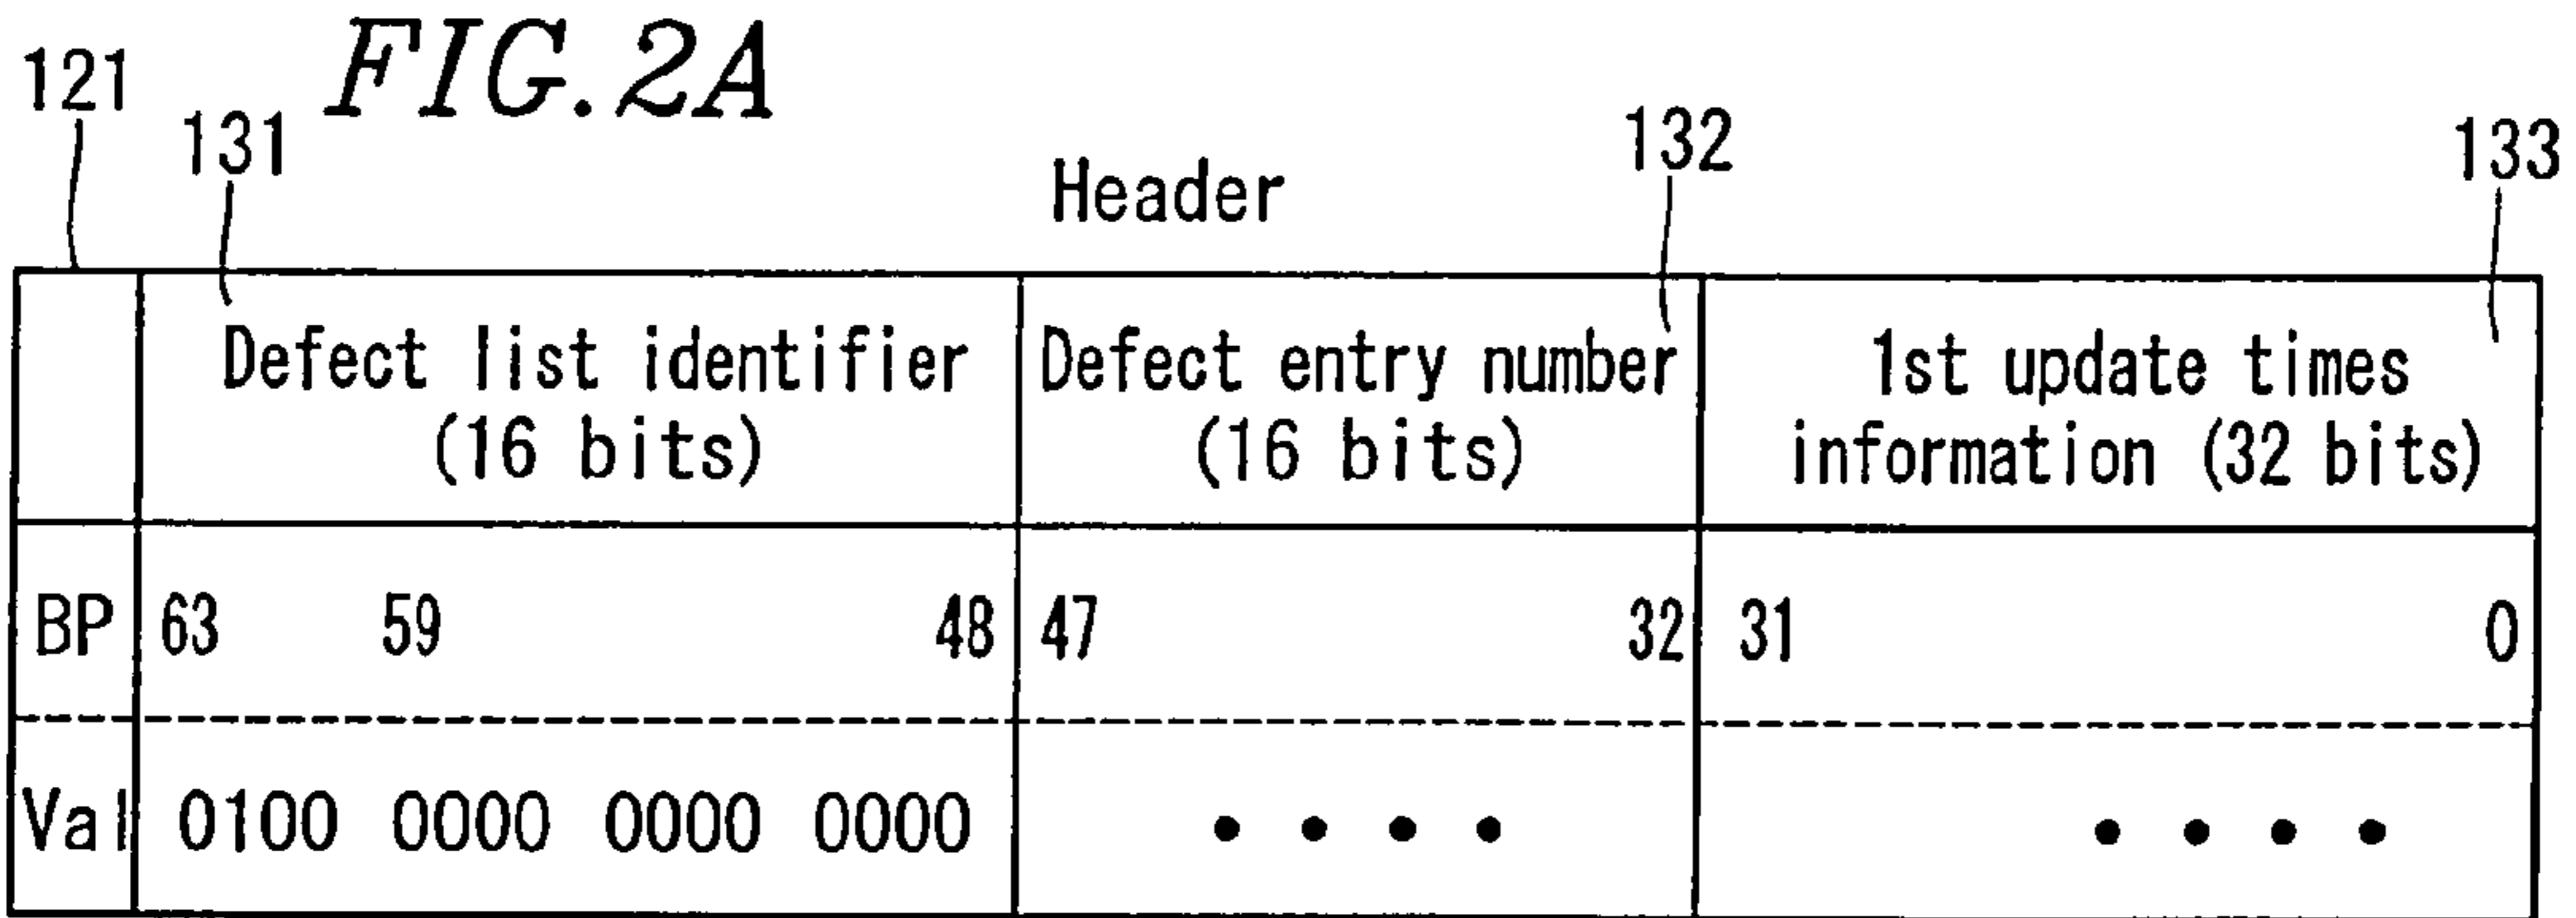 FIG.2A
121
131
132
133
Header
Defect list identifier (16 bits)
Defect entry number (16 bits)
1st update times information (32 bits)
BP 63 59 48 47 32 31 0
Val 0100 0000 0000 0000 • • • • • • • •